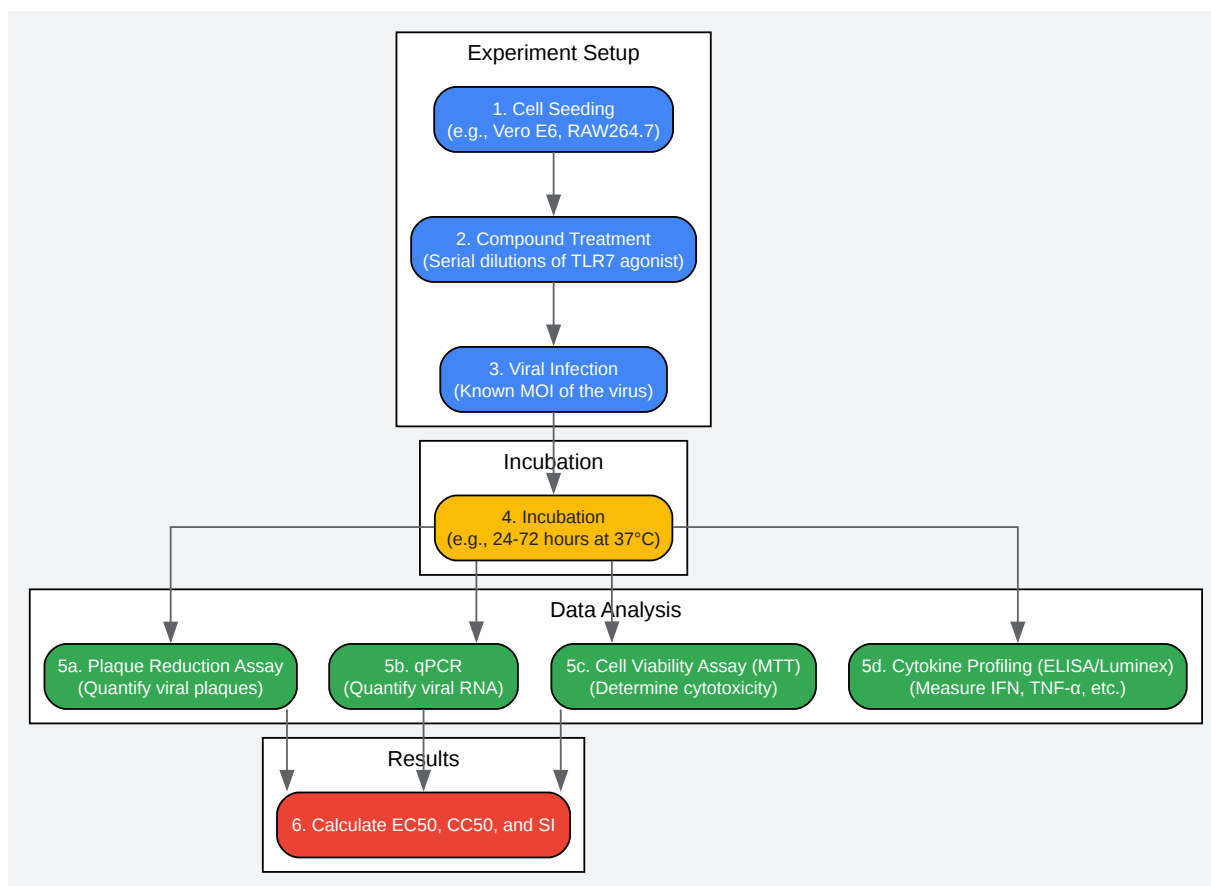 Experiment Setup
1. Cell Seeding
(e.g., Vero E6, RAW264.7)
2. Compound Treatment
(Serial dilutions of TLR7 agonist)
3. Viral Infection
(Known MOI of the virus)
Incubation
4. Incubation
(e.g., 24-72 hours at 37°C)
Data Analysis
5a. Plaque Reduction Assay
(Quantify viral plaques)
5b. qPCR
(Quantify viral RNA)
5c. Cell Viability Assay (MTT)
(Determine cytotoxicity)
5d. Cytokine Profiling (ELISA/Luminex)
(Measure IFN, TNF-α, etc.)
Results
6. Calculate EC50, CC50, and SI